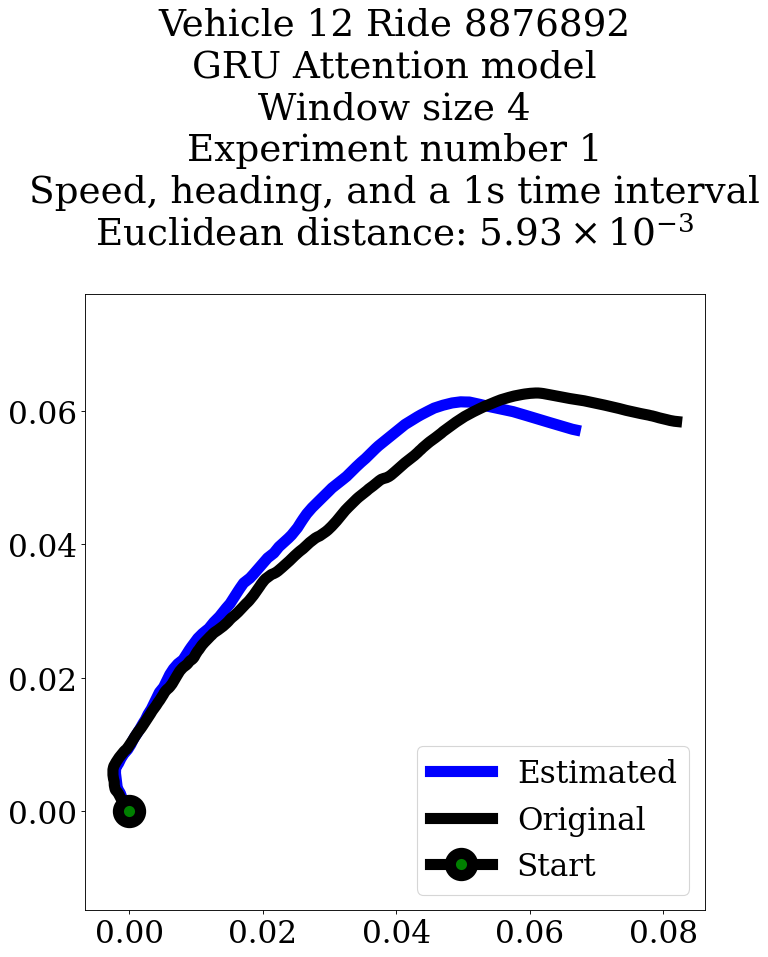 Vehicle 12 Ride 8876892
GRU Attention model
Window size 4
Experiment number 1
Speed, heading, and a 1s time interval
Euclidean distance: 5.93 × 10⁻³
0.06
0.04
0.02
0.00
Estimated
Original
Start
0.00 0.02 0.04 0.06 0.08